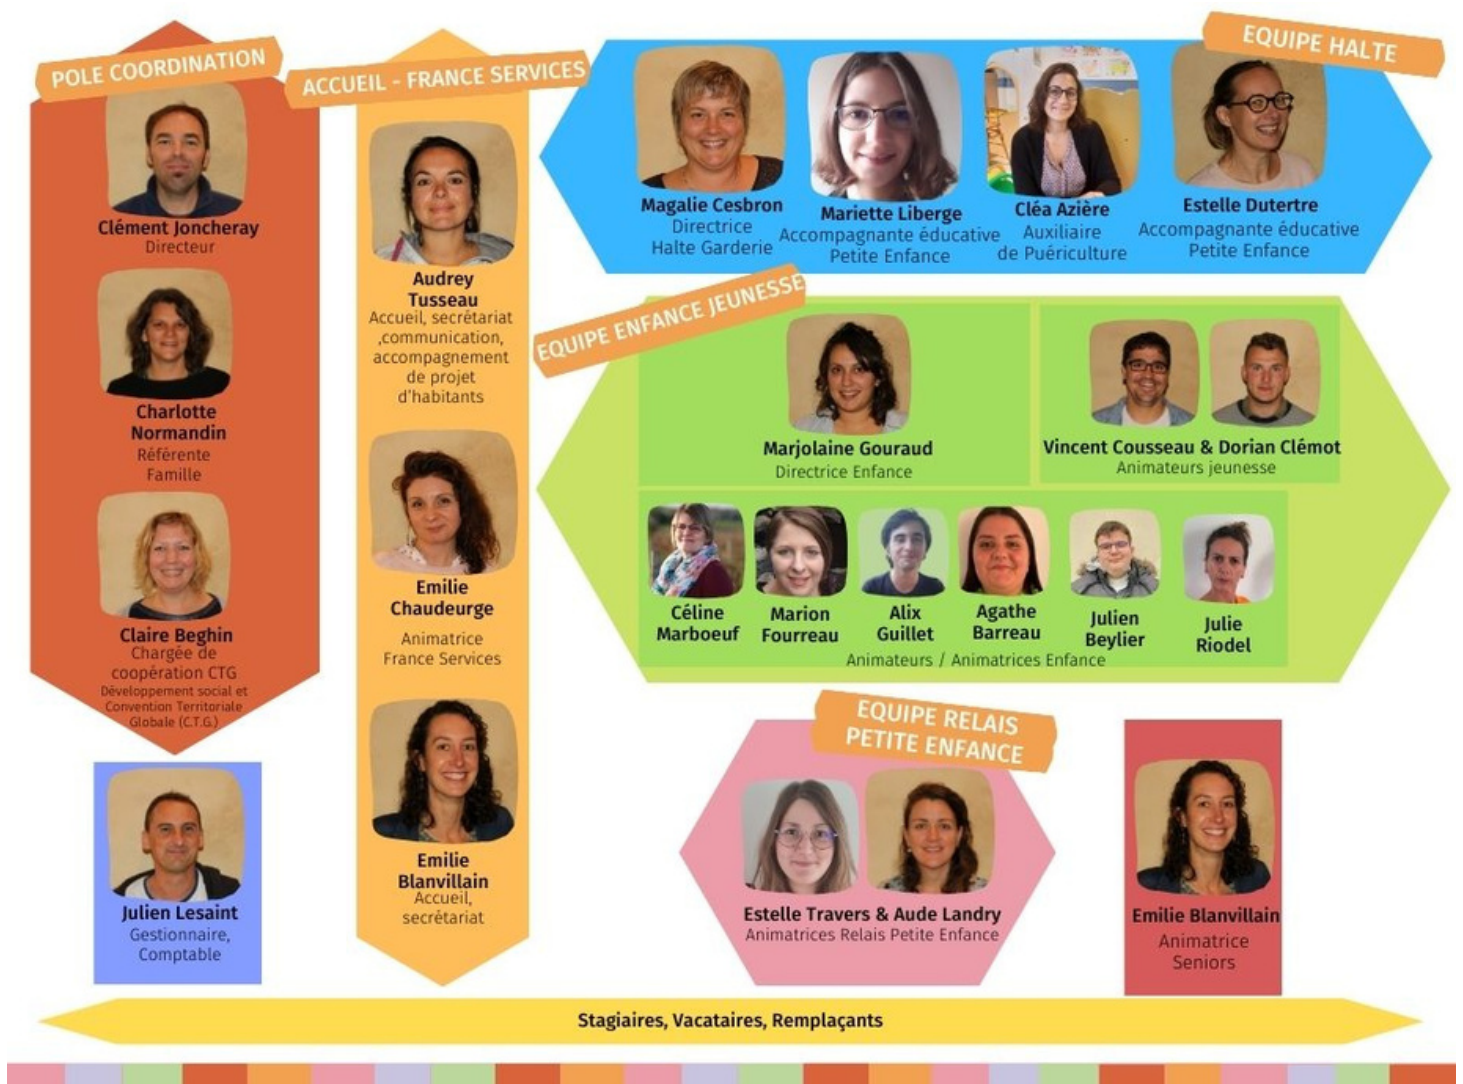 POLE COORDINATION
Clément Joncheray
Directeur
Charlotte
Normandin
Référente
Famille
Claire Beghin
Chargée de
coopération CTG
Développement social et
Convention Territoriale
Globale (C.T.G.)
Julien Lesaint
Gestionnaire,
Comptable
ACCUEIL - FRANCE SERVICES
Audrey
Tusseau
Accueil, secrétariat
,communication,
accompagnement
de projet
d'habitants
Emilie
Chaudeurge
Animatrice
France Services
Emilie
Blanvillain
Accueil,
secrétariat
EQUIPE HALTE
Magalie Cesbron
Directrice
Halte Garderie
Mariette Liberge
Accompagnante éducative
Petite Enfance
Cléa Azière
Auxiliaire
de Puériculture
Estelle Dutertre
Accompagnante éducative
Petite Enfance
EQUIPE ENFANCE JEUNESSE
Marjolaine Gouraud
Directrice Enfance
Vincent Cousseau & Dorian Clémot
Animateurs jeunesse
Céline
Marboeuf
Marion
Fourreau
Alix
Guillet
Agathe
Barreau
Julien
Beylier
Julie
Riodel
Animateurs / Animatrices Enfance
EQUIPE RELAIS
PETITE ENFANCE
Estelle Travers & Aude Landry
Animatrices Relais Petite Enfance
Emilie Blanvillain
Animatrice
Seniors
Stagiaires, Vacataires, Remplaçants